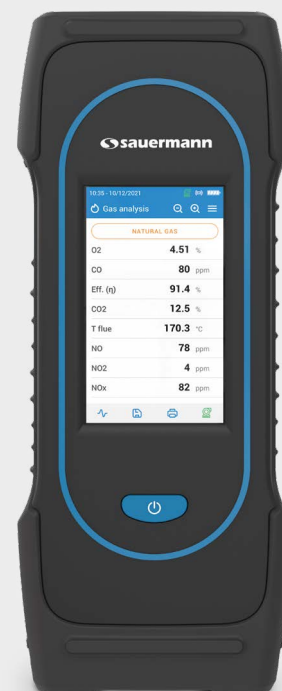 sauermann
10:35 - 10/12/2021
Gas analysis
NATURAL GAS
O2 4.51 %
CO 80 ppm
Eff. (η) 91.4 %
CO2 12.5 %
T flue 170.3 °C
NO 78 ppm
NO2 4 ppm
NOx 82 ppm